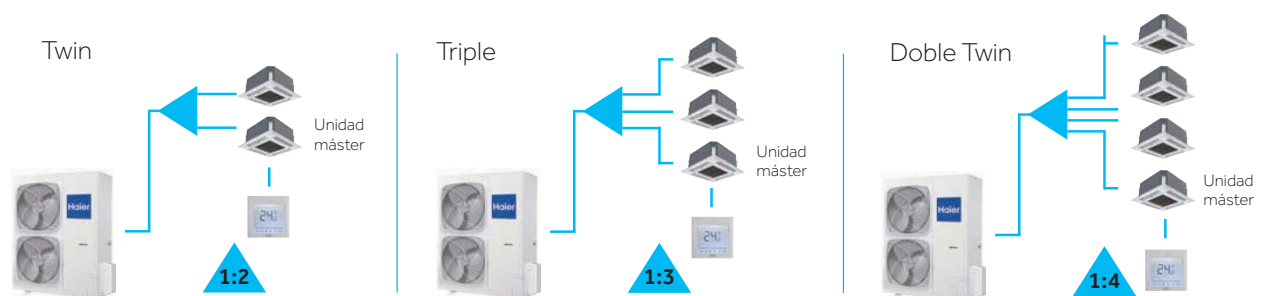 Twin
Unidad
máster
Haier
24
1:2
Triple
Unidad
máster
Haier
24
1:3
Doble Twin
Unidad
máster
Haier
24
1:4